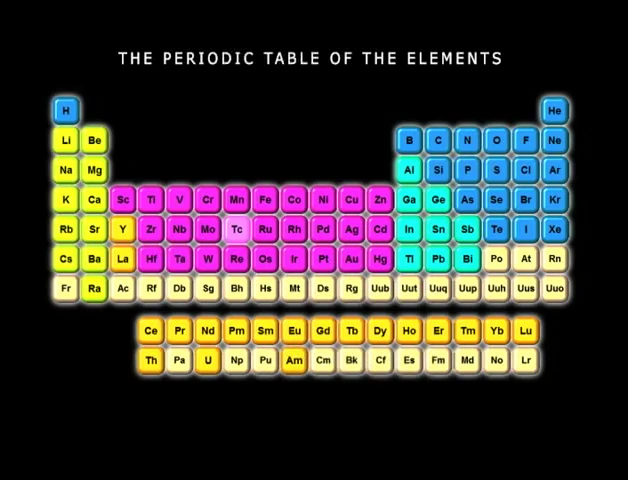 THE PERIODIC TABLE OF THE ELEMENTS
H He
Li Be B C N O F Ne
Na Mg Al Si P S Cl Ar
K Ca Sc Ti V Cr Mn Fe Co Ni Cu Zn Ga Ge As Se Br Kr
Rb Sr Y Zr Nb Mo Tc Ru Rh Pd Ag Cd In Sn Sb Te I Xe
Cs Ba La Hf Ta W Re Os Ir Pt Au Hg Tl Pb Bi Po At Rn
Fr Ra Ac Rf Db Sg Bh Hs Mt Ds Rg Uub Uut Uuq Uup Uuh Uus Uuo
Ce Pr Nd Pm Sm Eu Gd Tb Dy Ho Er Tm Yb Lu
Th Pa U Np Pu Am Cm Bk Cf Es Fm Md No Lr